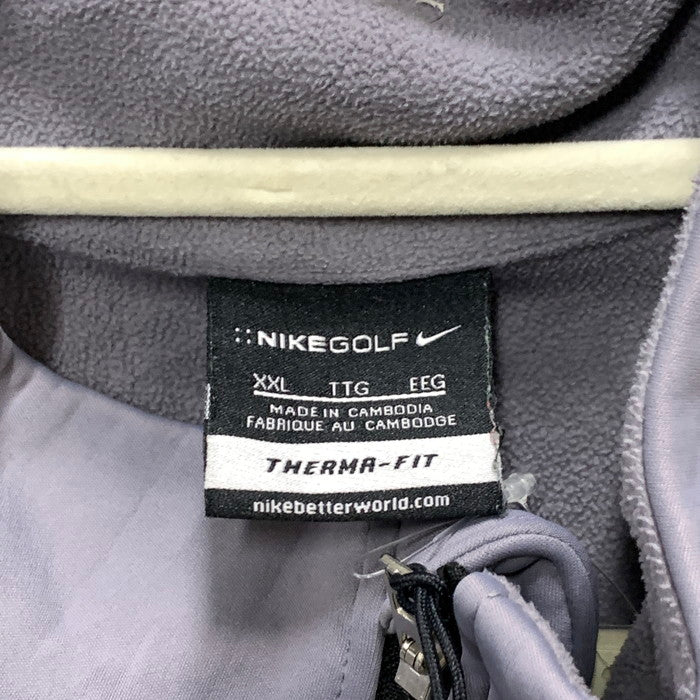 NIKEGOLF
XXL TTG EEG
MADE IN CAMBODIA
FABRIQUE AU CAMBODGE
THERMA-FIT
nikebetterworld.com